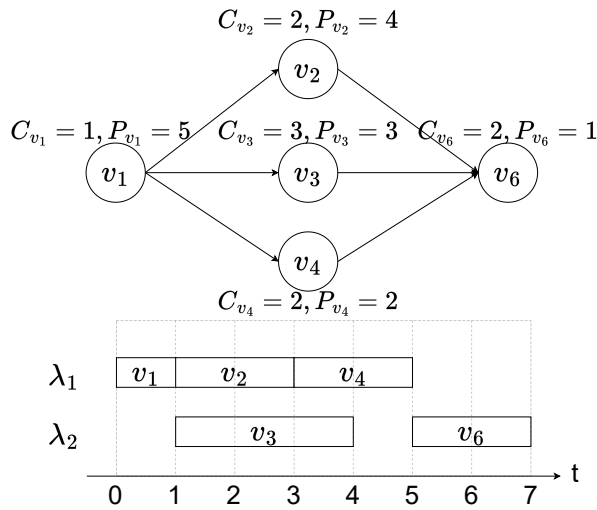 C_{v_2} = 2, P_{v_2} = 4
v_2
C_{v_1} = 1, P_{v_1} = 5 C_{v_3} = 3, P_{v_3} = 3 C_{v_6} = 2, P_{v_6} = 1
v_1 v_3 v_6
v_4
C_{v_4} = 2, P_{v_4} = 2
λ_1 v_1 v_2 v_4
λ_2 v_3 v_6
t
0 1 2 3 4 5 6 7